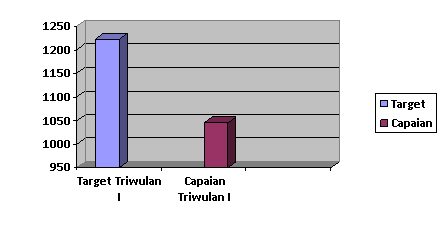 1250
1200
1150
1100
1050
1000
950
Target Triwulan
I
Capaian
Triwulan I
Target
Capaian